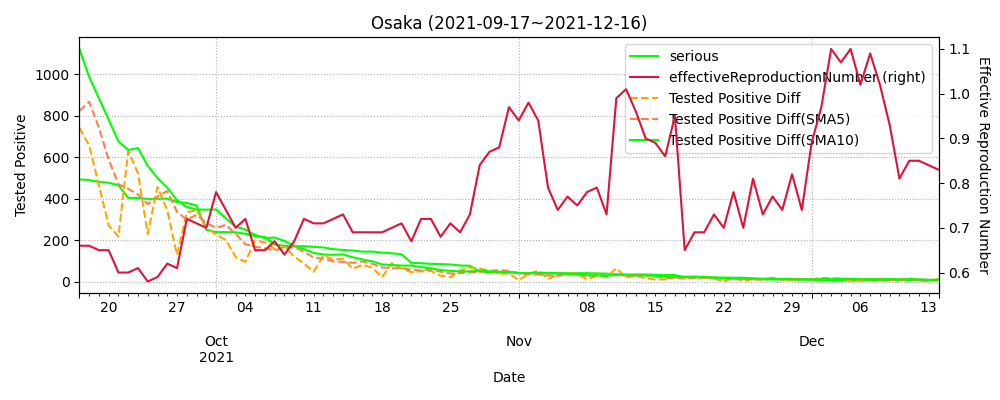 Osaka (2021-09-17~2021-12-16)
serious
effectiveReproductionNumber (right)
Tested Positive Diff
Tested Positive Diff(SMA5)
Tested Positive Diff(SMA10)
Tested Positive
1000
800
600
400
200
0
Effective Reproduction Number
1.1
1.0
0.9
0.8
0.7
0.6
20 27 04 11 18 25 08 15 22 29 06 13
Oct Nov Dec
2021
Date